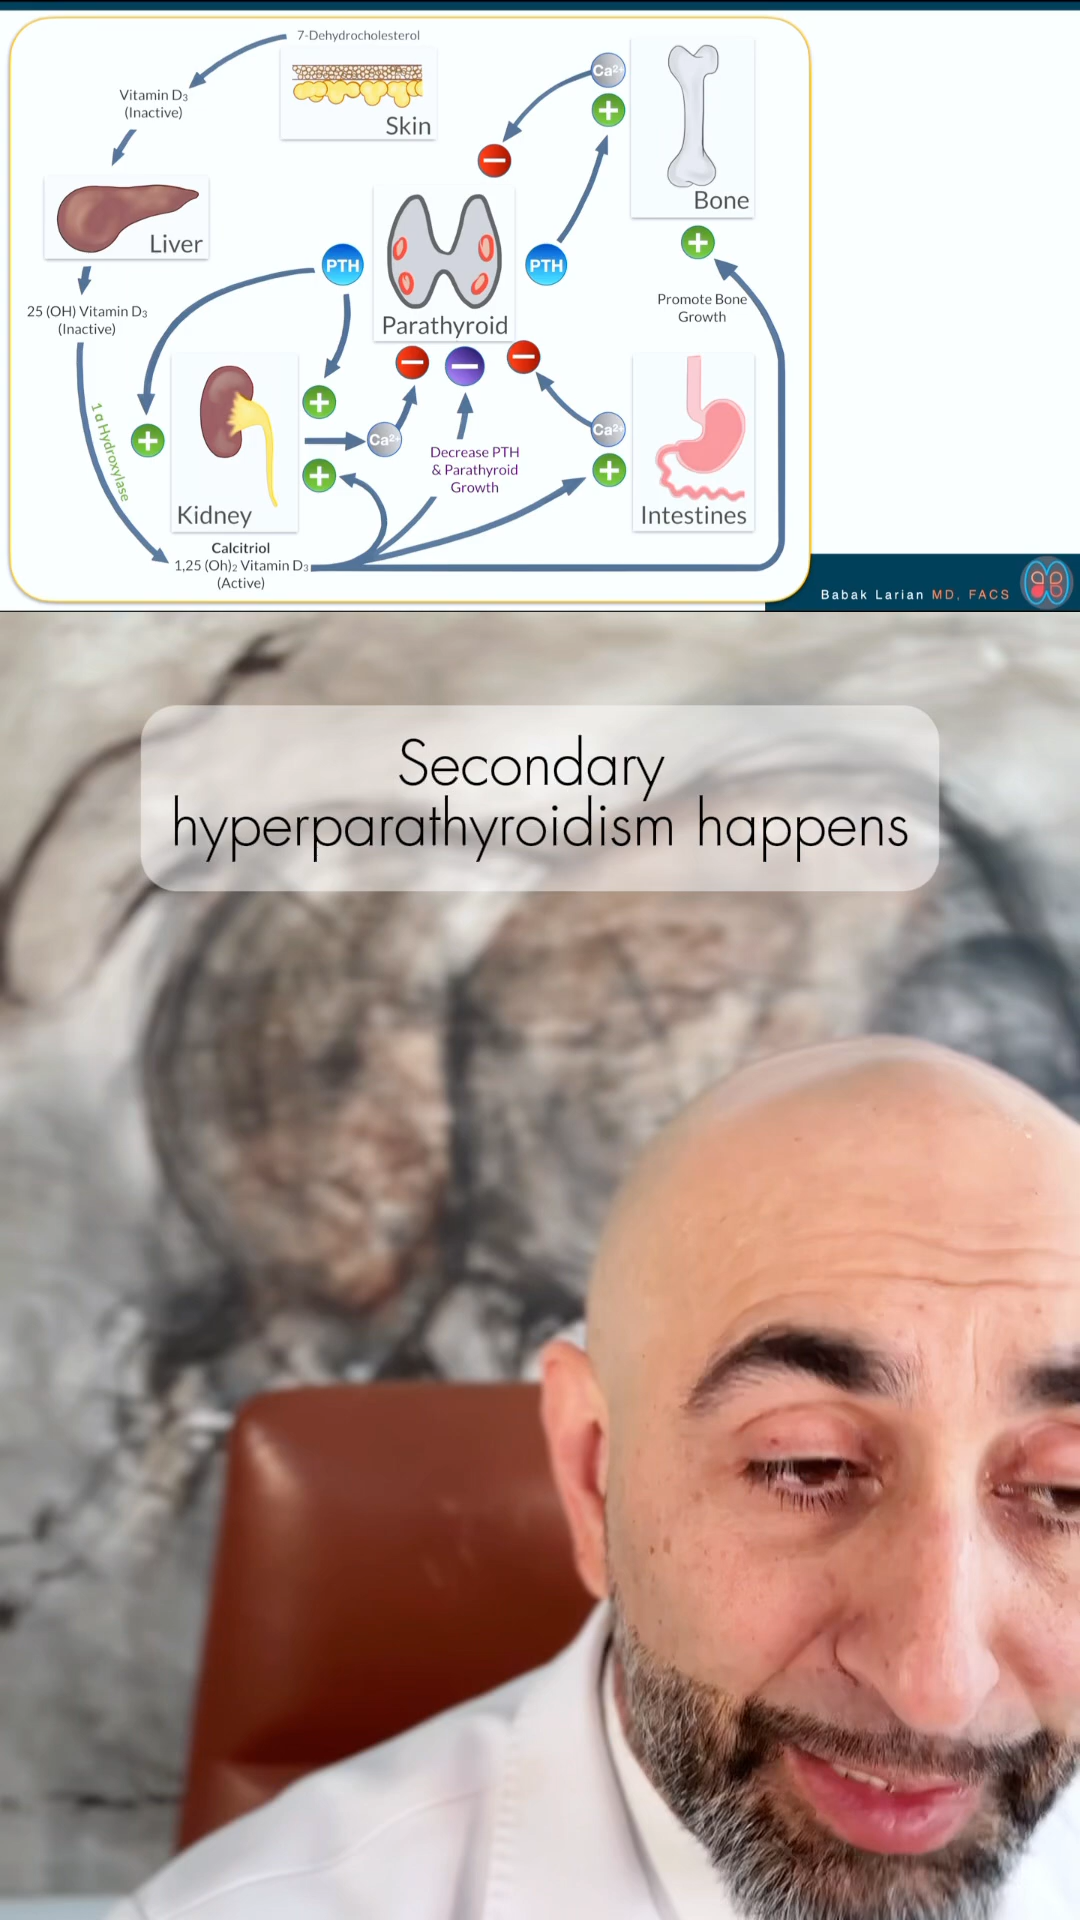 7-Dehydrocholesterol
Skin
Vitamin D₃
(Inactive)
Liver
25 (OH) Vitamin D₃
(Inactive)
1 α Hydroxylase
Kidney
Calcitriol
1,25 (Oh)₂ Vitamin D₃
(Active)
PTH
Parathyroid
PTH
Ca²⁺
Bone
Promote Bone
Growth
Ca²⁺
Decrease PTH
& Parathyroid
Growth
Ca²⁺
Intestines
Babak Larian MD, FACS
Secondary
hyperparathyroidism happens